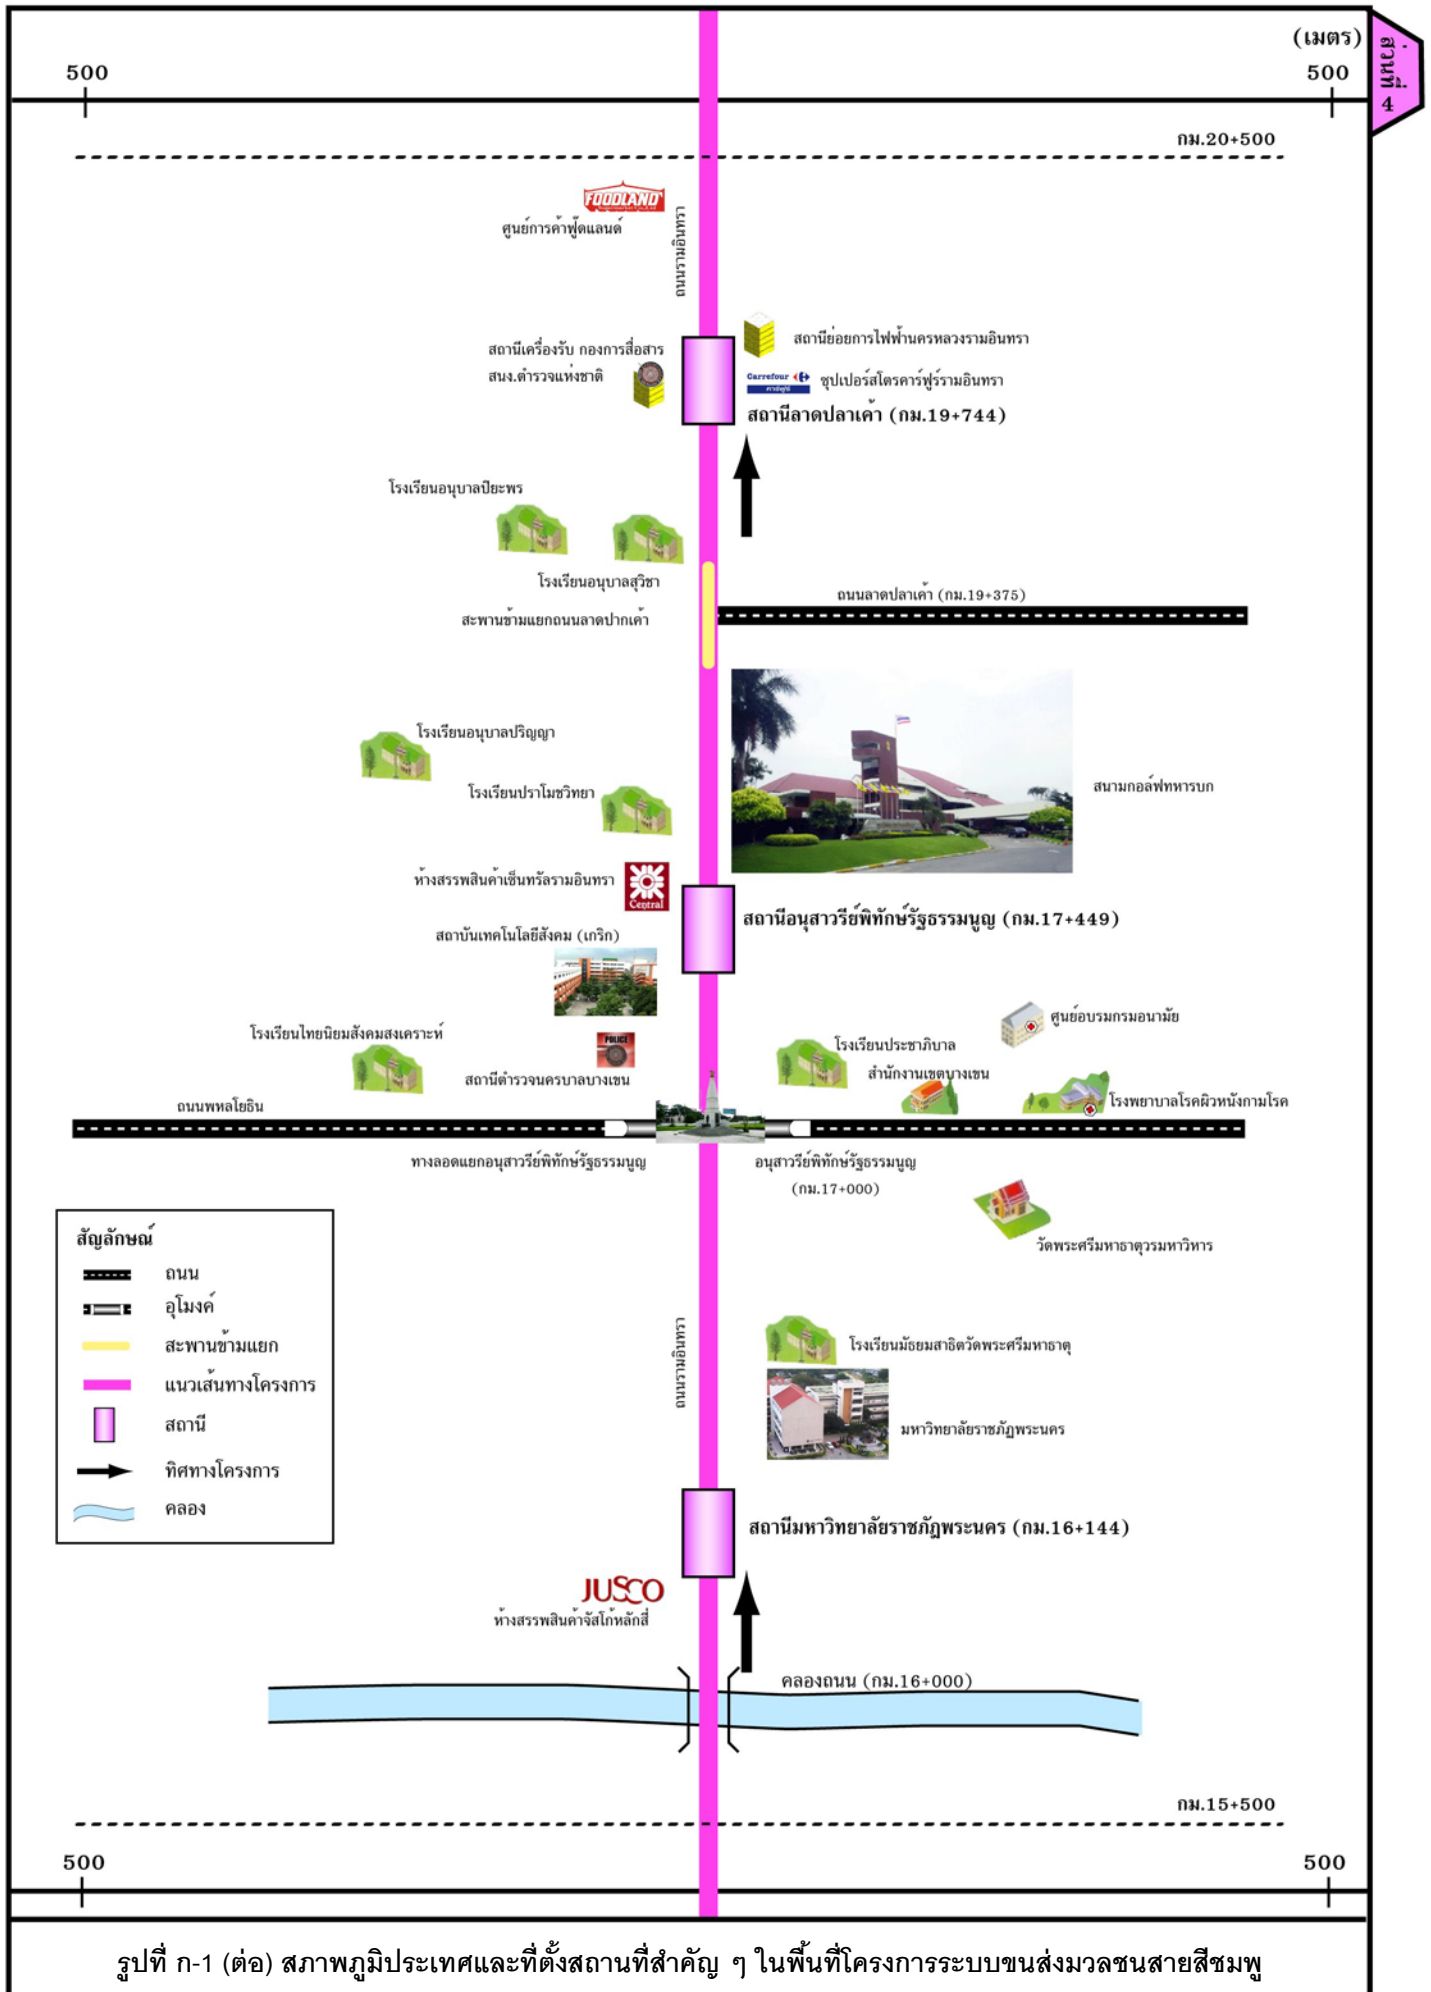 (เมตร)
ส่วนที่
4
500
500
กม.20+500
FOODLAND
ศูนย์การค้าฟู้ดแลนด์
ถนนรามอินทรา
สถานีย่อยการไฟฟ้านครหลวงรามอินทรา
สถานีเครื่องรับ กองการสื่อสาร
สนง.ตำรวจแห่งชาติ
Carrefour
คาร์ฟูร์
ซุปเปอร์สโตรคาร์ฟูร์รามอินทรา
สถานีลาดปลาเค้า (กม.19+744)
โรงเรียนอนุบาลปิยะพร
โรงเรียนอนุบาลสุวิชา
ถนนลาดปลาเค้า (กม.19+375)
สะพานข้ามแยกถนนลาดปากเค้า
โรงเรียนอนุบาลปริญญา
สนามกอล์ฟทหารบก
โรงเรียนปราโมชวิทยา
ห้างสรรพสินค้าเซ็นทรัลรามอินทรา
Central
สถานีอนุสาวรีย์พิทักษ์รัฐธรรมนูญ (กม.17+449)
สถาบันเทคโนโลยีสังคม (เกริก)
ศูนย์อบรมกรมอนามัย
โรงเรียนไทยนิยมสังคมสงเคราะห์
POLICE
โรงเรียนประชาภิบาล
สำนักงานเขตบางเขน
สถานีตำรวจนครบาลบางเขน
โรงพยาบาลโรคผิวหนังกามโรค
ถนนพหลโยธิน
ทางลอดแยกอนุสาวรีย์พิทักษ์รัฐธรรมนูญ
อนุสาวรีย์พิทักษ์รัฐธรรมนูญ
(กม.17+000)
วัดพระศรีมหาธาตุวรมหาวิหาร
สัญลักษณ์
ถนน
อุโมงค์
สะพานข้ามแยก
แนวเส้นทางโครงการ
สถานี
ทิศทางโครงการ
คลอง
ถนนรามอินทรา
โรงเรียนมัธยมสาธิตวัดพระศรีมหาธาตุ
มหาวิทยาลัยราชภัฏพระนคร
สถานีมหาวิทยาลัยราชภัฎพระนคร (กม.16+144)
JUSCO
ห้างสรรพสินค้าจัสโก้หลักสี่
คลองถนน (กม.16+000)
กม.15+500
500
500
รูปที่ ก-1 (ต่อ) สภาพภูมิประเทศและที่ตั้งสถานที่สำคัญ ๆ ในพื้นที่โครงการระบบขนส่งมวลชนสายสีชมพู